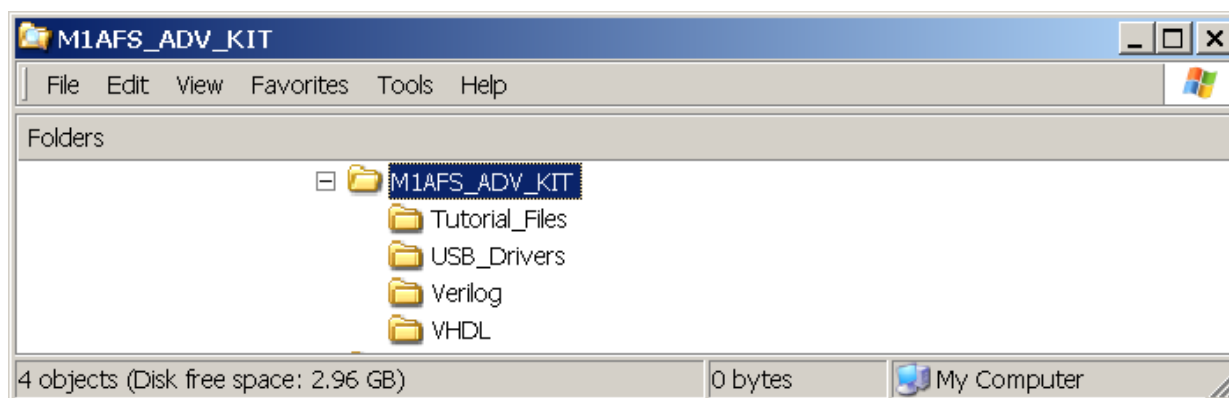 M1AFS_ADV_KIT
File Edit View Favorites Tools Help
Folders
M1AFS_ADV_KIT
Tutorial_Files
USB_Drivers
Verilog
VHDL
4 objects (Disk free space: 2.96 GB) 0 bytes My Computer